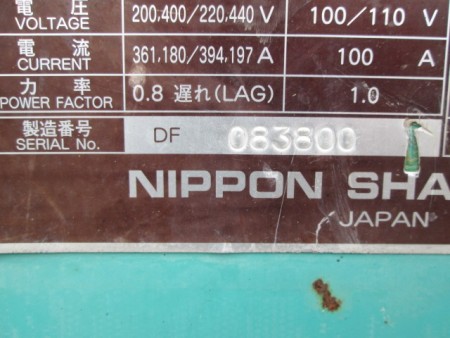 電圧 200,400/220,440 V 100/110 V
VOLTAGE
電流 361,180/394,197 A 100 A
CURRENT
力率 0.8 遅れ(LAG) 1.0
POWER FACTOR
製造番号 DF 083800
SERIAL No.
NIPPON SHA
JAPAN